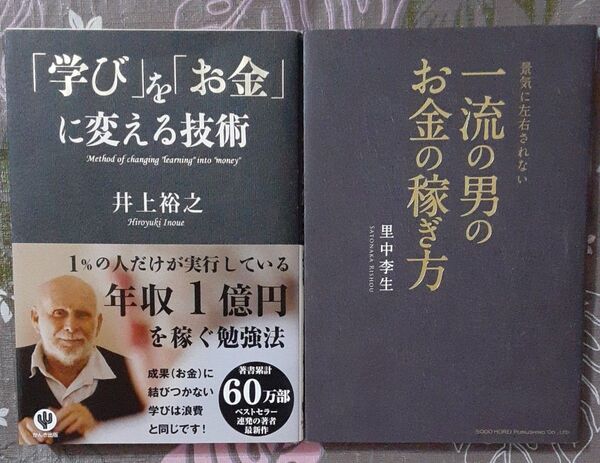 「学び」を「お金」
に変える技術
Method of changing "learning" into "money"
井上裕之
Hiroyuki Inoue
1%の人だけが実行している
年収1億円
を稼ぐ勉強法
成果(お金)に
結びつかない
学びは浪費
と同じです!
著書累計
60万部
ベストセラー
連発の著者
最新作
かんき出版
景気に左右されない
一流の男の
お金の稼ぎ方
里中李生
SATONAKA RISHOU
SOGO HOREI PUBLISHING CO., LTD.